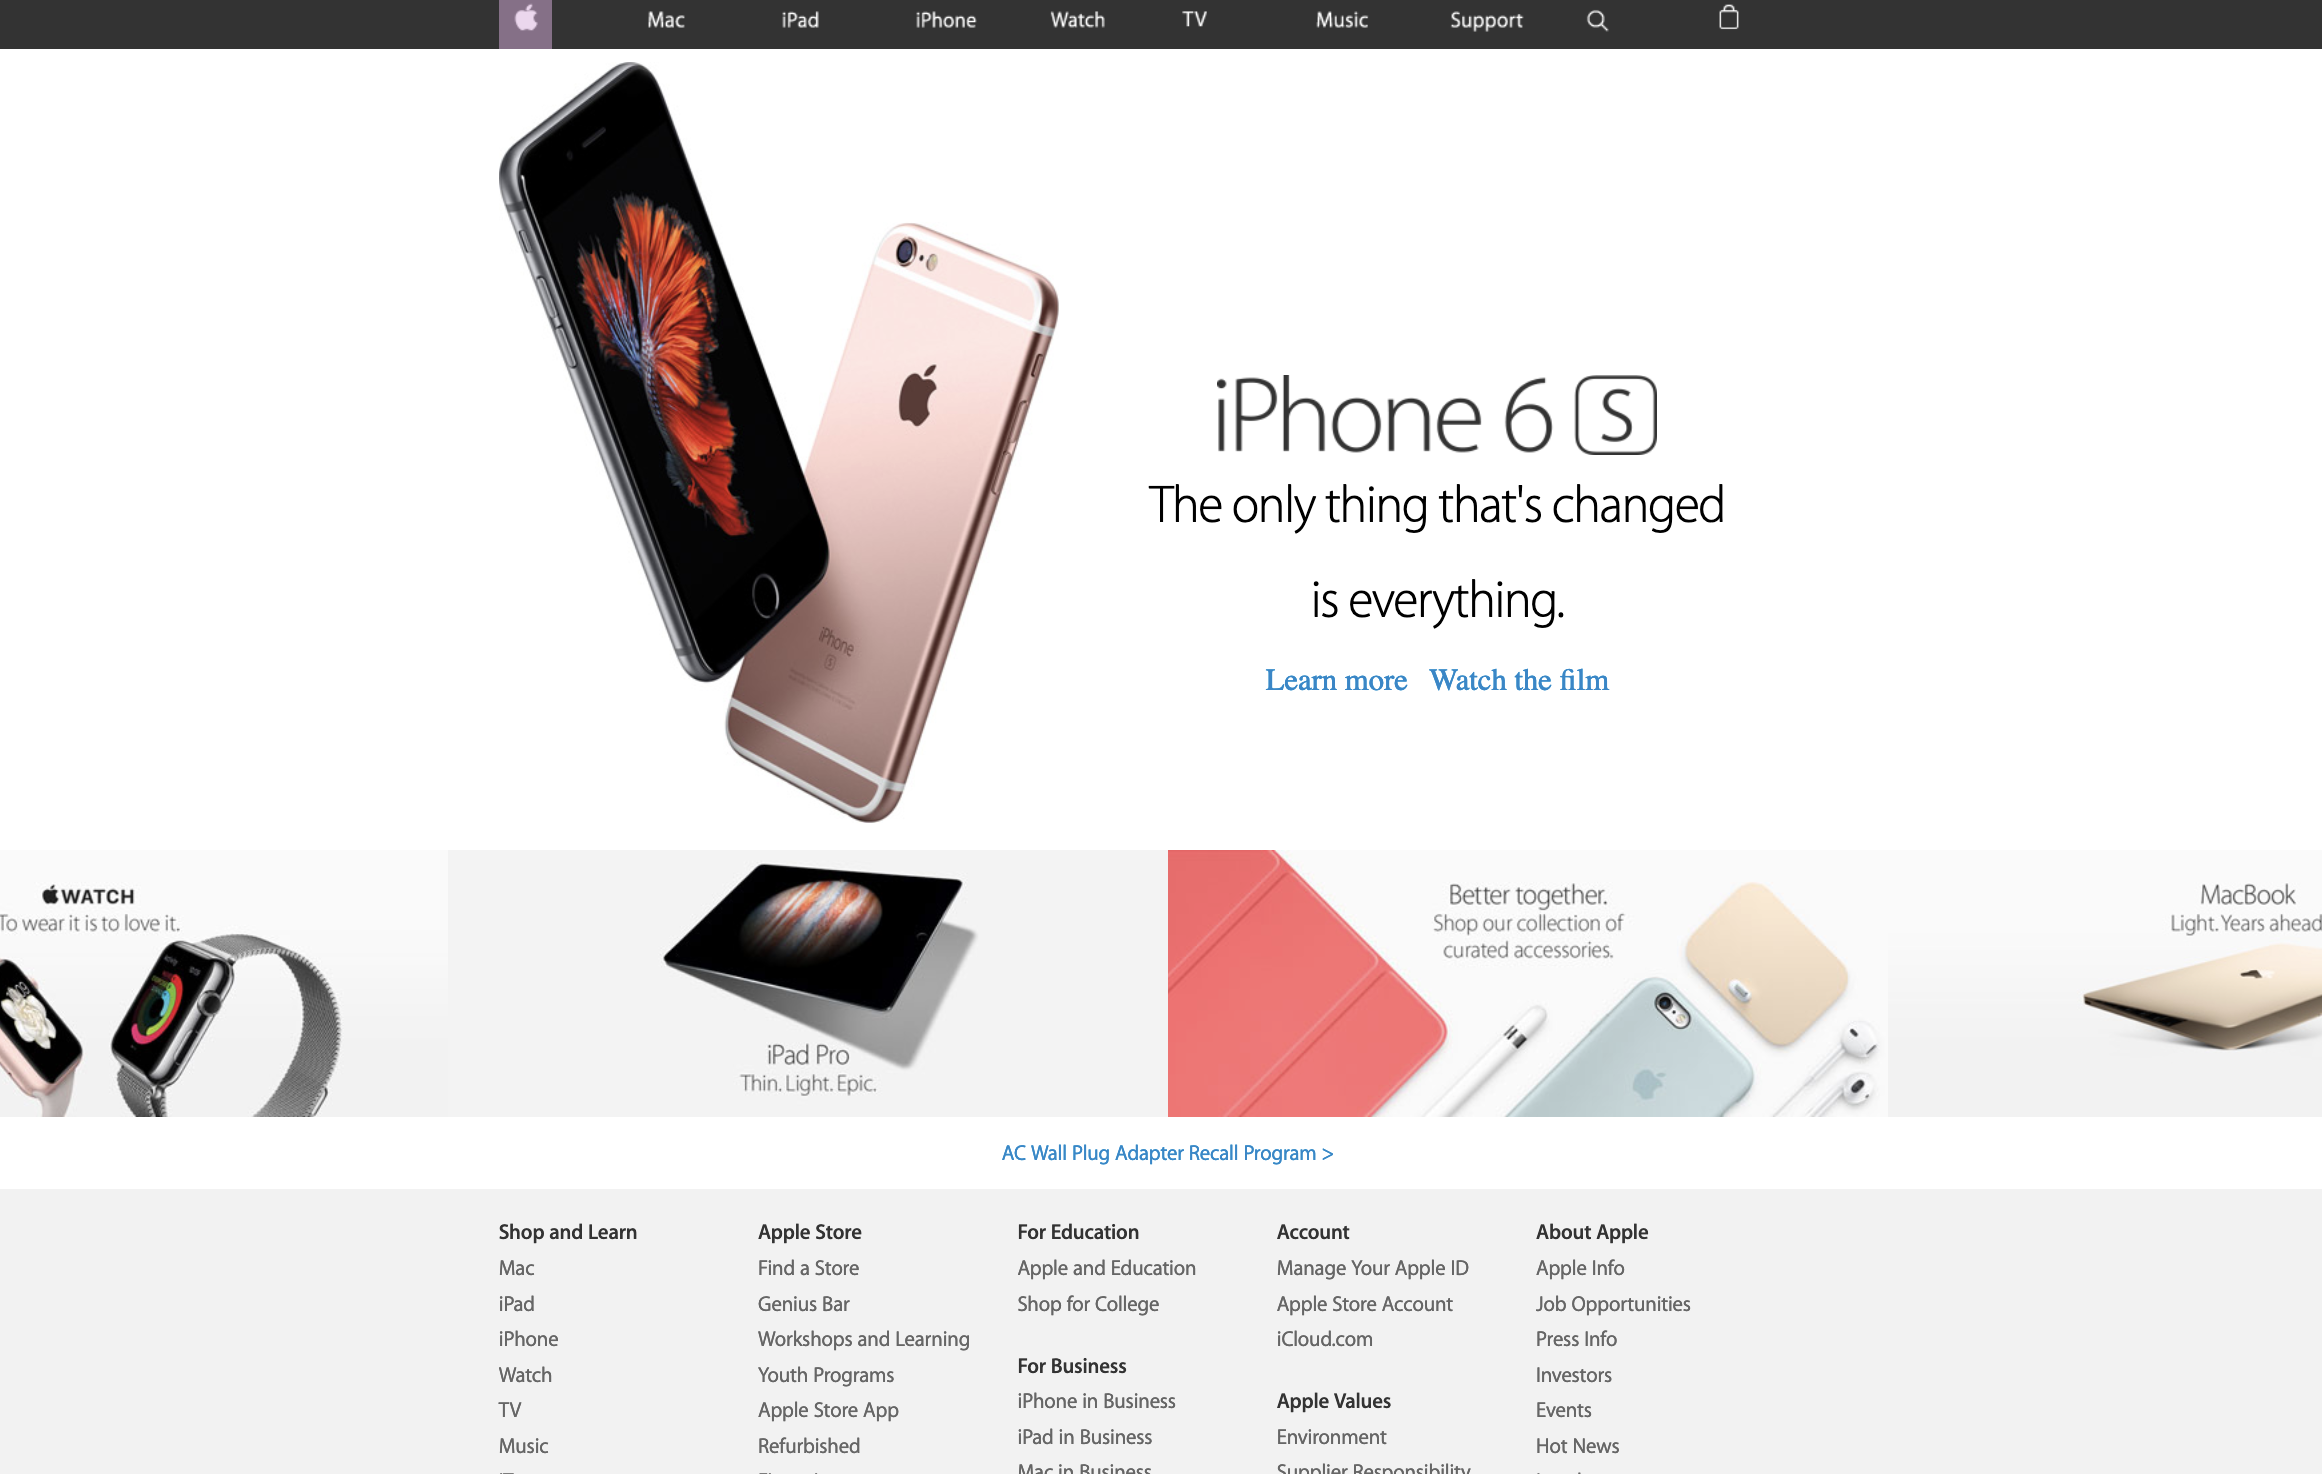 Mac iPad iPhone Watch TV Music Support
iPhone 6 S
The only thing that's changed
is everything.
Learn more Watch the film
iPhone
S
WATCH
To wear it is to love it.
iPad Pro
Thin. Light. Epic.
Better together.
Shop our collection of
curated accessories.
MacBook
Light. Years ahead
AC Wall Plug Adapter Recall Program >
Shop and Learn
Mac
iPad
iPhone
Watch
TV
Music
Apple Store
Find a Store
Genius Bar
Workshops and Learning
Youth Programs
Apple Store App
Refurbished
For Education
Apple and Education
Shop for College
For Business
iPhone in Business
iPad in Business
Mac in Business
Account
Manage Your Apple ID
Apple Store Account
iCloud.com
Apple Values
Environment
Supplier Responsibility
About Apple
Apple Info
Job Opportunities
Press Info
Investors
Events
Hot News